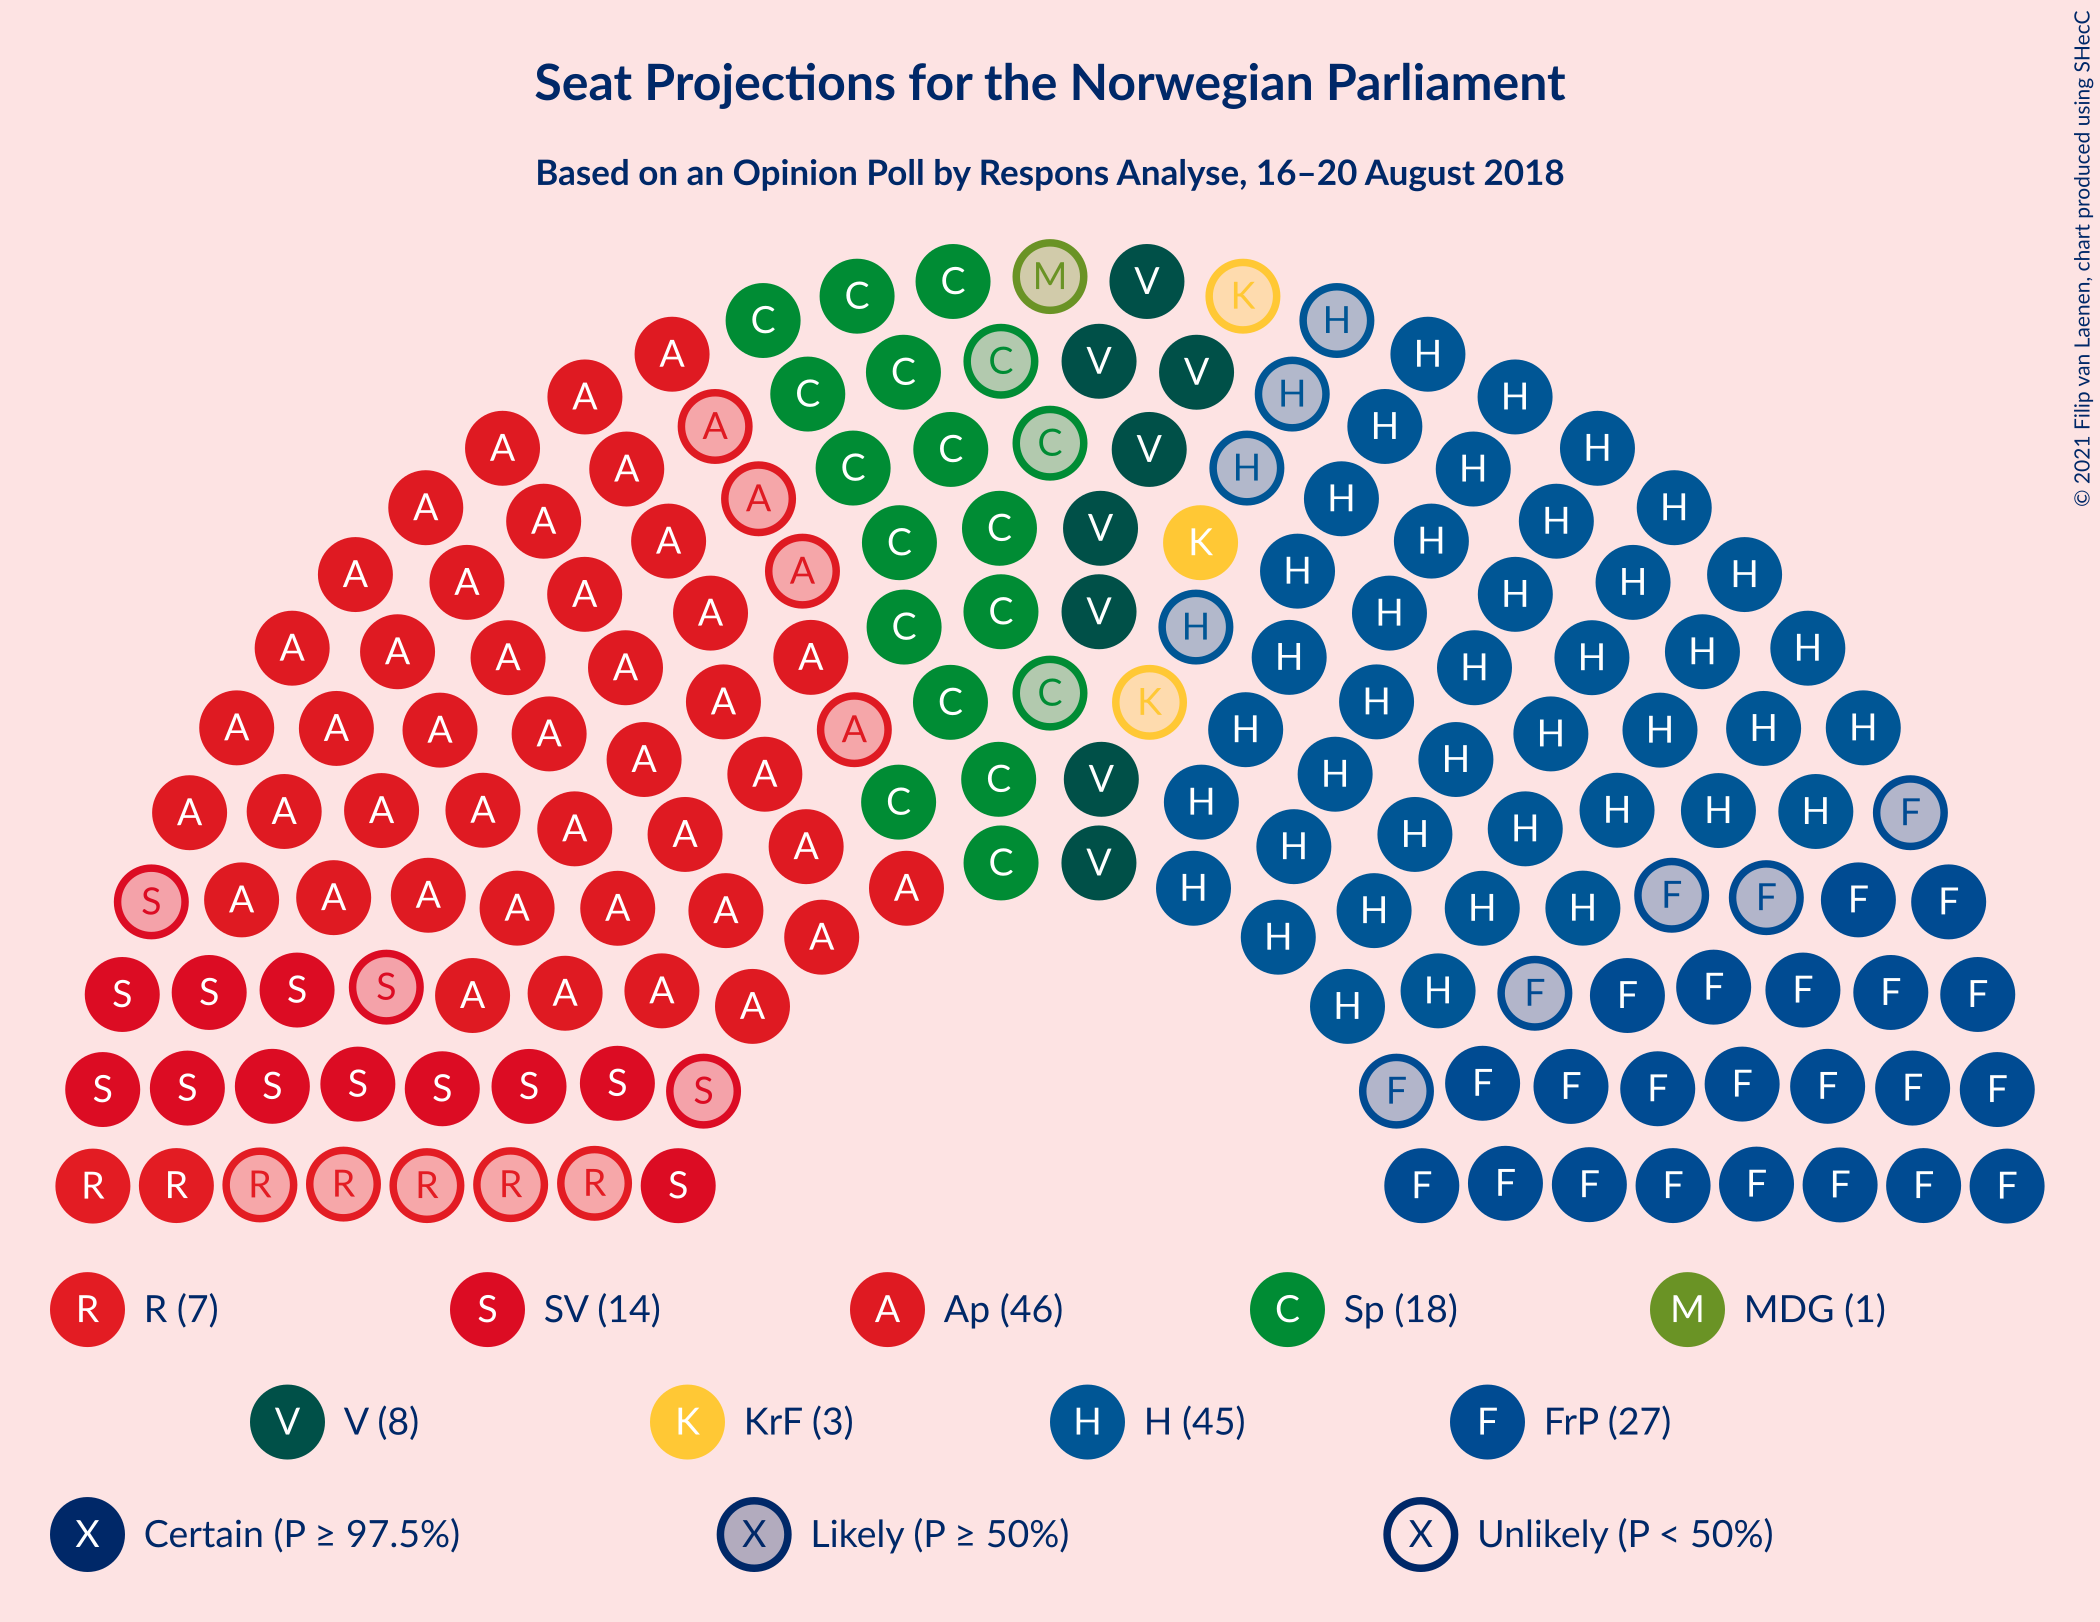 Seat Projections for the Norwegian Parliament
Based on an Opinion Poll by Respons Analyse, 16–20 August 2018
© 2021 Filip van Laenen, chart produced using SHecC
C C C M V K H
A C C C V V H H
A A C C C V H H H
A A A C C V K H H H
A A A A C C V H H H H
A A A A A C C K H H H H
A A A A A A C C V H H H H H
A A A A A A A C V H H H H H H
A A A A A A A A H H H H H H H
A A A A A A A H H H H H H F
S A A A A A A A H H H H F F F F
S S S S A A A A H H F F F F F F
S S S S S S S S F F F F F F F F
R R R R R R R S F F F F F F F F
R R (7) S SV (14) A Ap (46) C Sp (18) M MDG (1)
V V (8) K KrF (3) H H (45) F FrP (27)
X Certain (P ≥ 97.5%) X Likely (P ≥ 50%) X Unlikely (P < 50%)